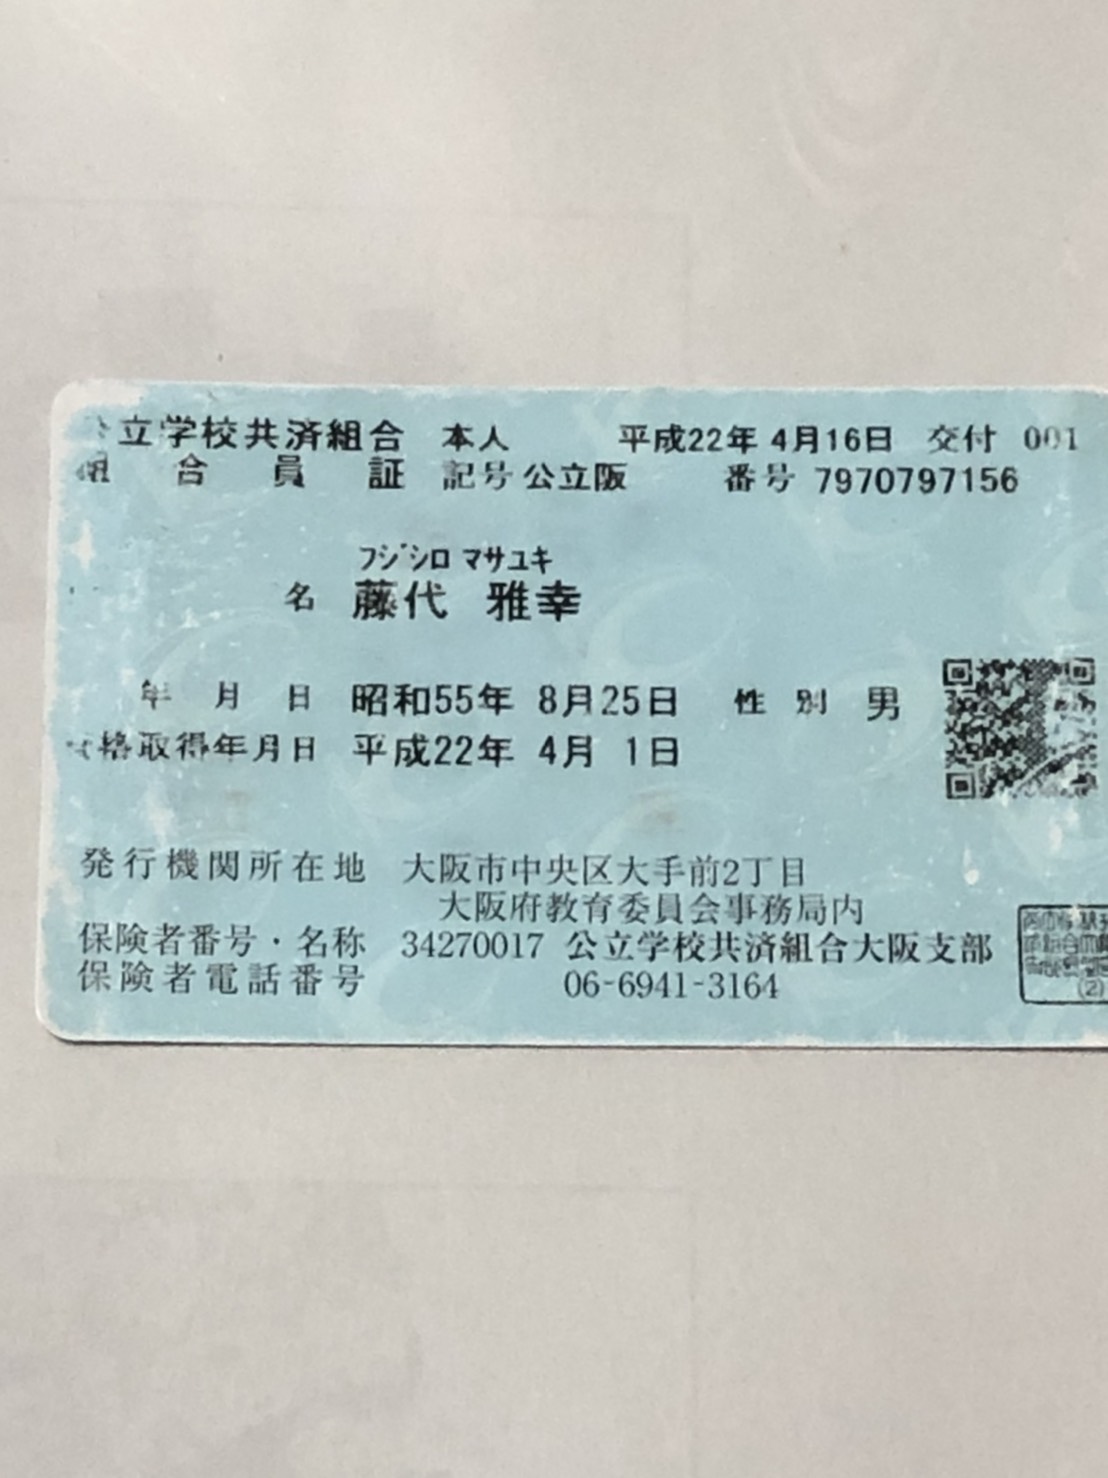 立学校共済組合 本人 平成22年 4月16日 交付 001
組合員証 記号 公立阪 番号 7970797156
フジシロ マサユキ
名 藤代 雅幸
年月日 昭和55年 8月25日 性別 男
格取得年月日 平成22年 4月 1日
発行機関所在地 大阪市中央区大手前2丁目
大阪府教育委員会事務局内
保険者番号・名称 34270017 公立学校共済組合大阪支部
保険者電話番号 06-6941-3164
(2)